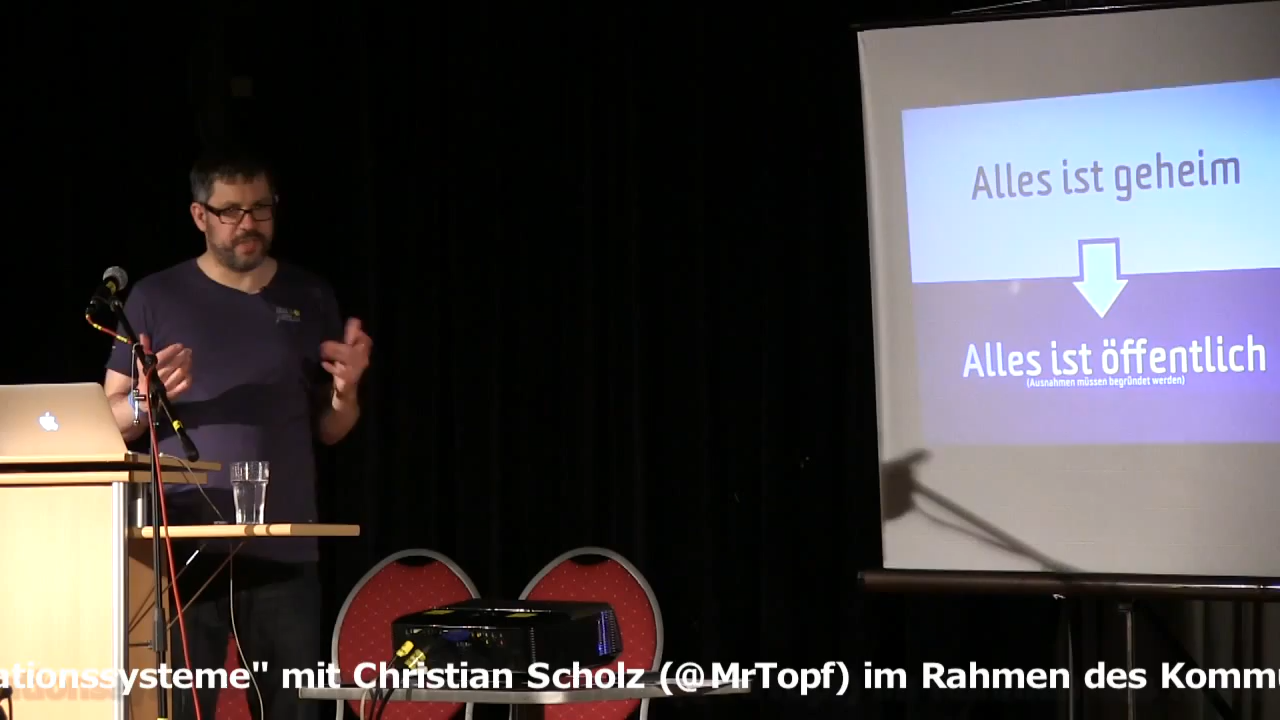 Alles ist geheim
Alles ist öffentlich
(Ausnahmen müssen begründet werden)
ationssysteme" mit Christian Scholz (@MrTopf) im Rahmen des Kommu